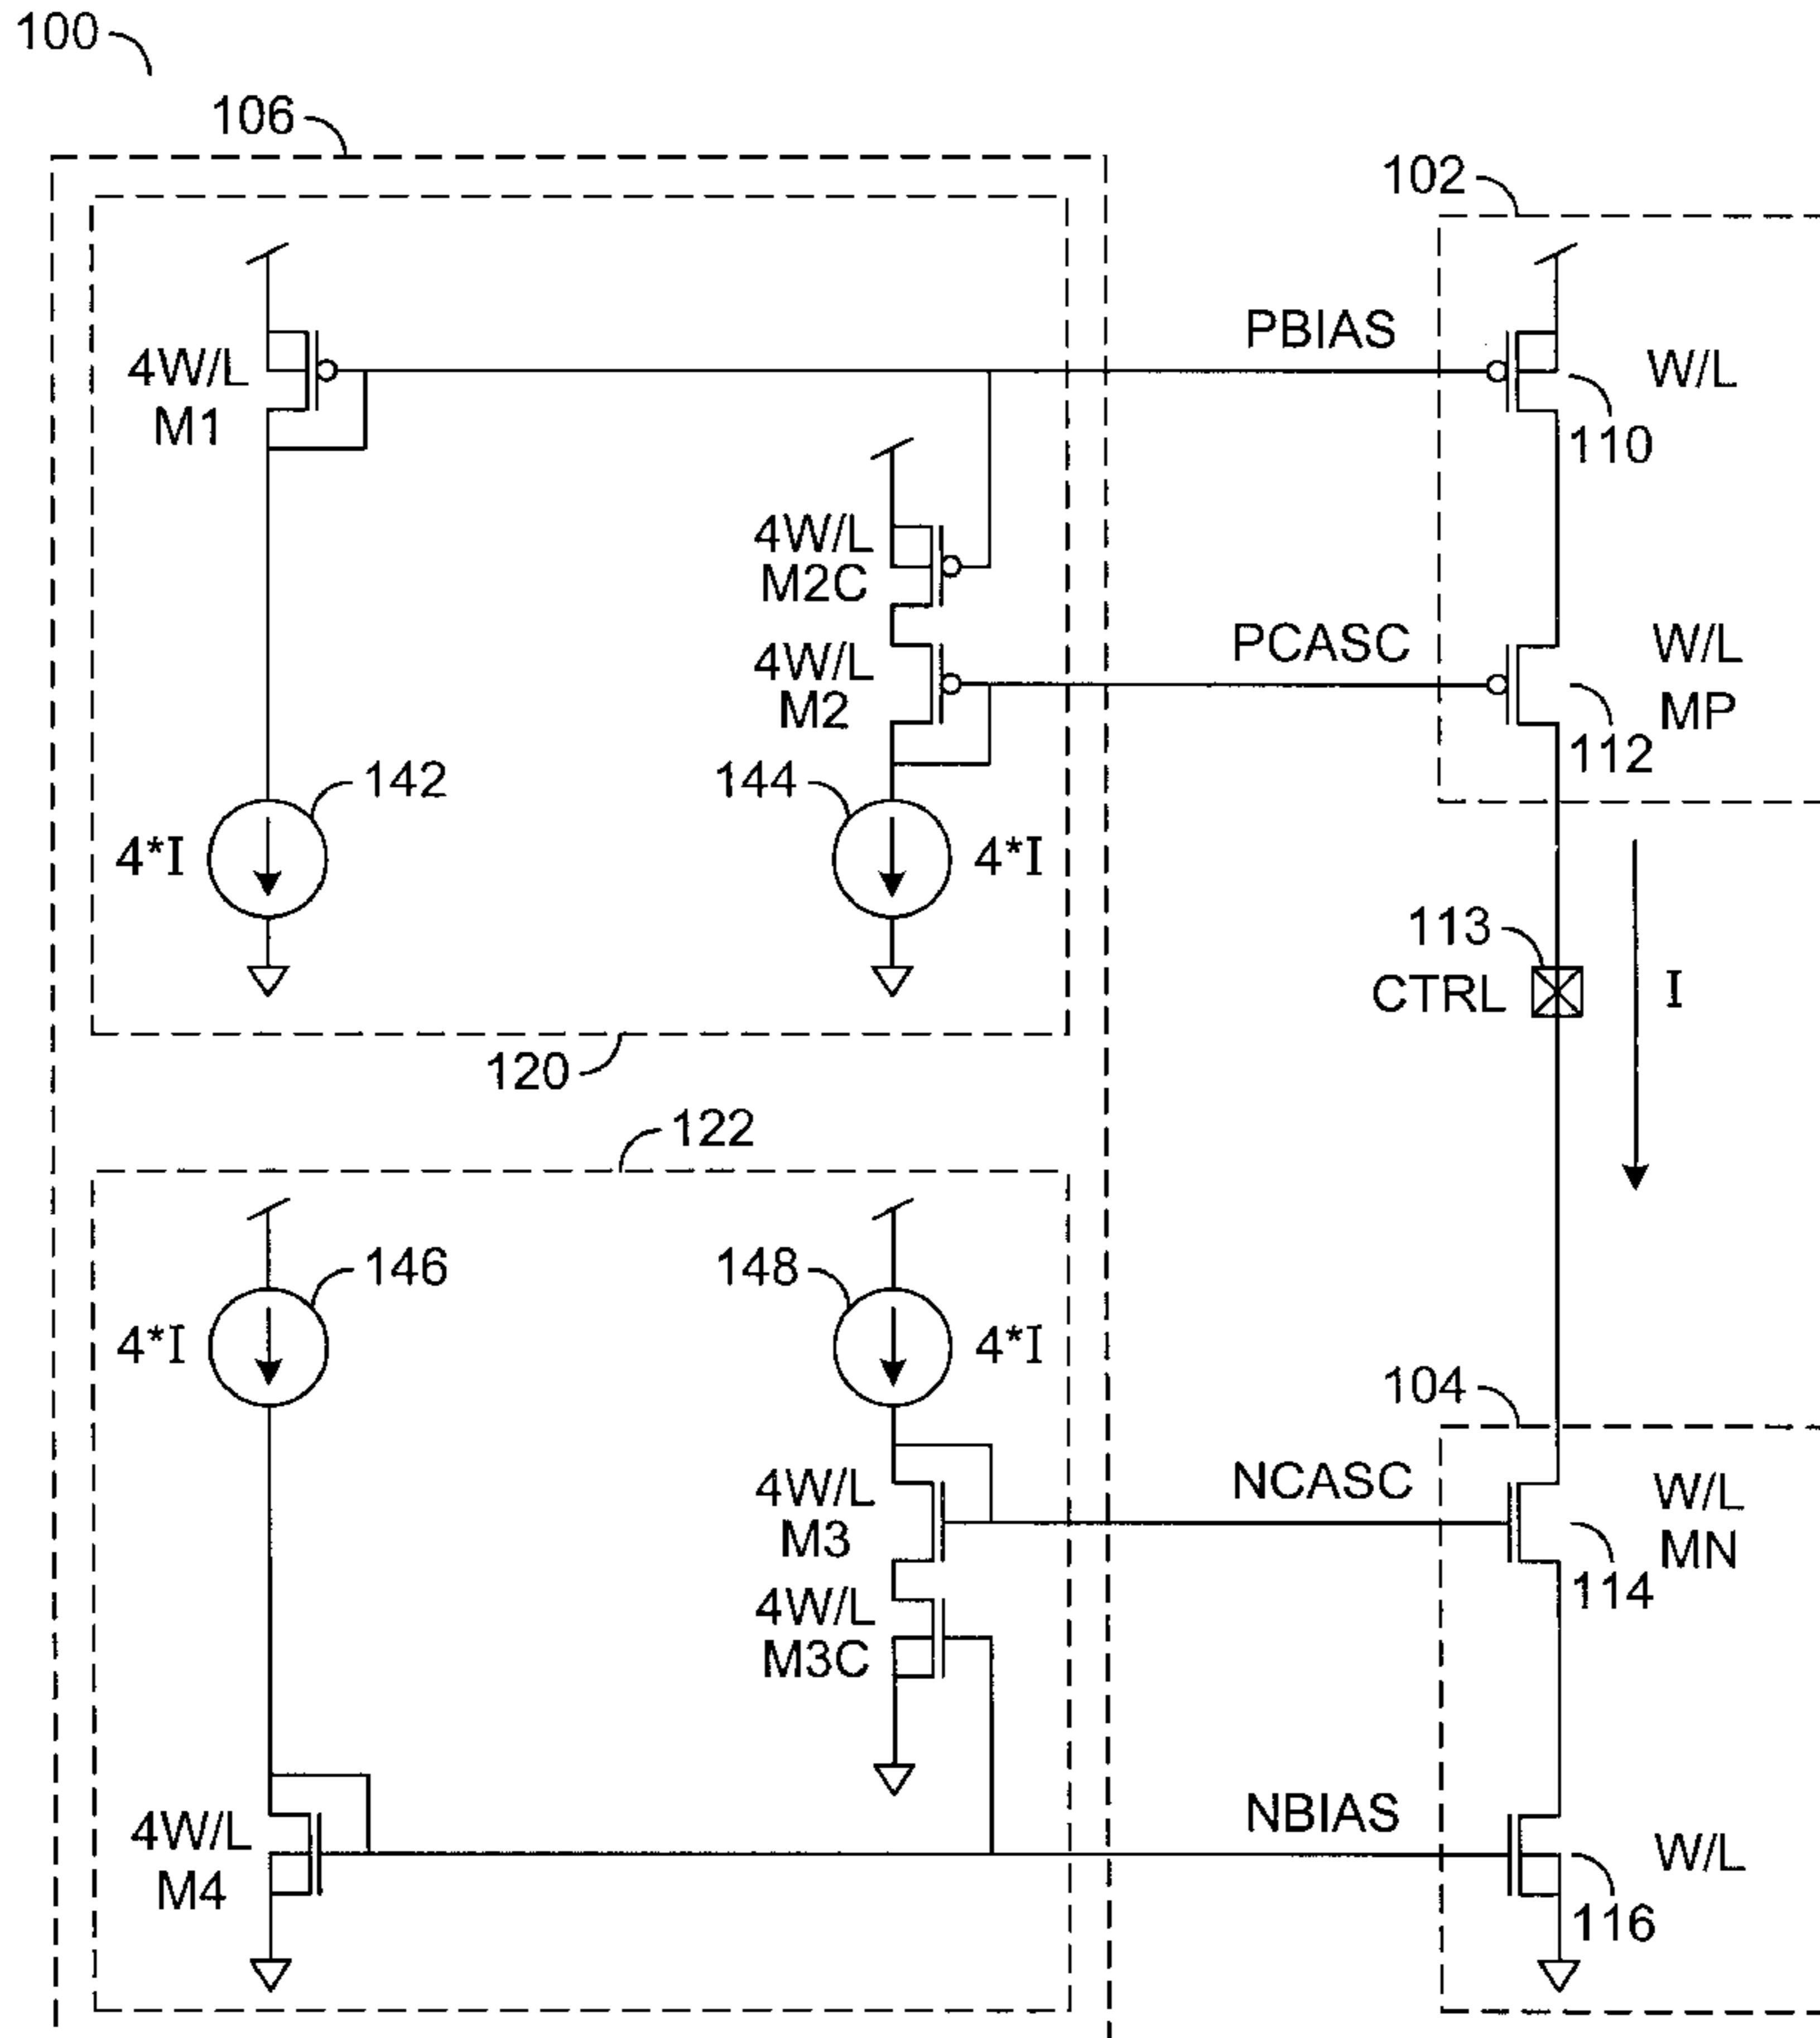 100
106
102
PBIAS
4W/L
M1
W/L
110
4W/L
M2C
4W/L
M2
PCASC
W/L
MP
112
142
144
4*I
4*I
113
CTRL
I
120
122
146
148
4*I
4*I
104
4W/L
M3
NCASC
W/L
MN
114
4W/L
M3C
NBIAS
4W/L
M4
W/L
116